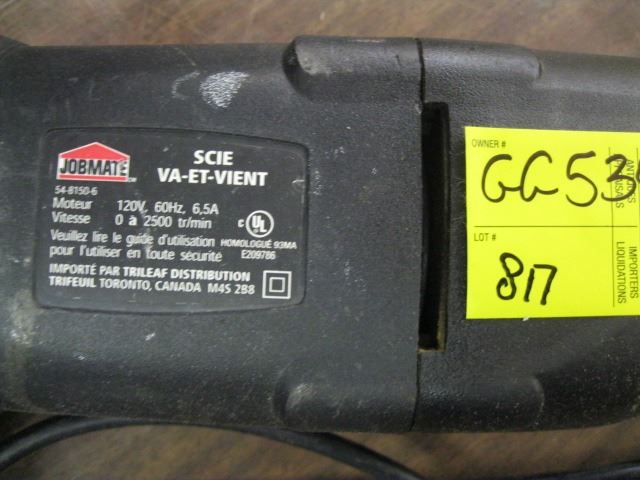 JOBMATE
SCIE
VA-ET-VIENT
54-8150-6
Moteur 120V, 60Hz, 6,5A
Vitesse 0 à 2500 tr/min
Veuillez lire le guide d'utilisation
pour l'utiliser en toute sécurité
C UL
HOMOLOGUÉ 93MA
E209786
IMPORTÉ PAR TRILEAF DISTRIBUTION
TRIFEUIL TORONTO, CANADA M4S 2B8
OWNER #
GG53
LOT #
817
IMPORTERS
LIQUIDATIONS